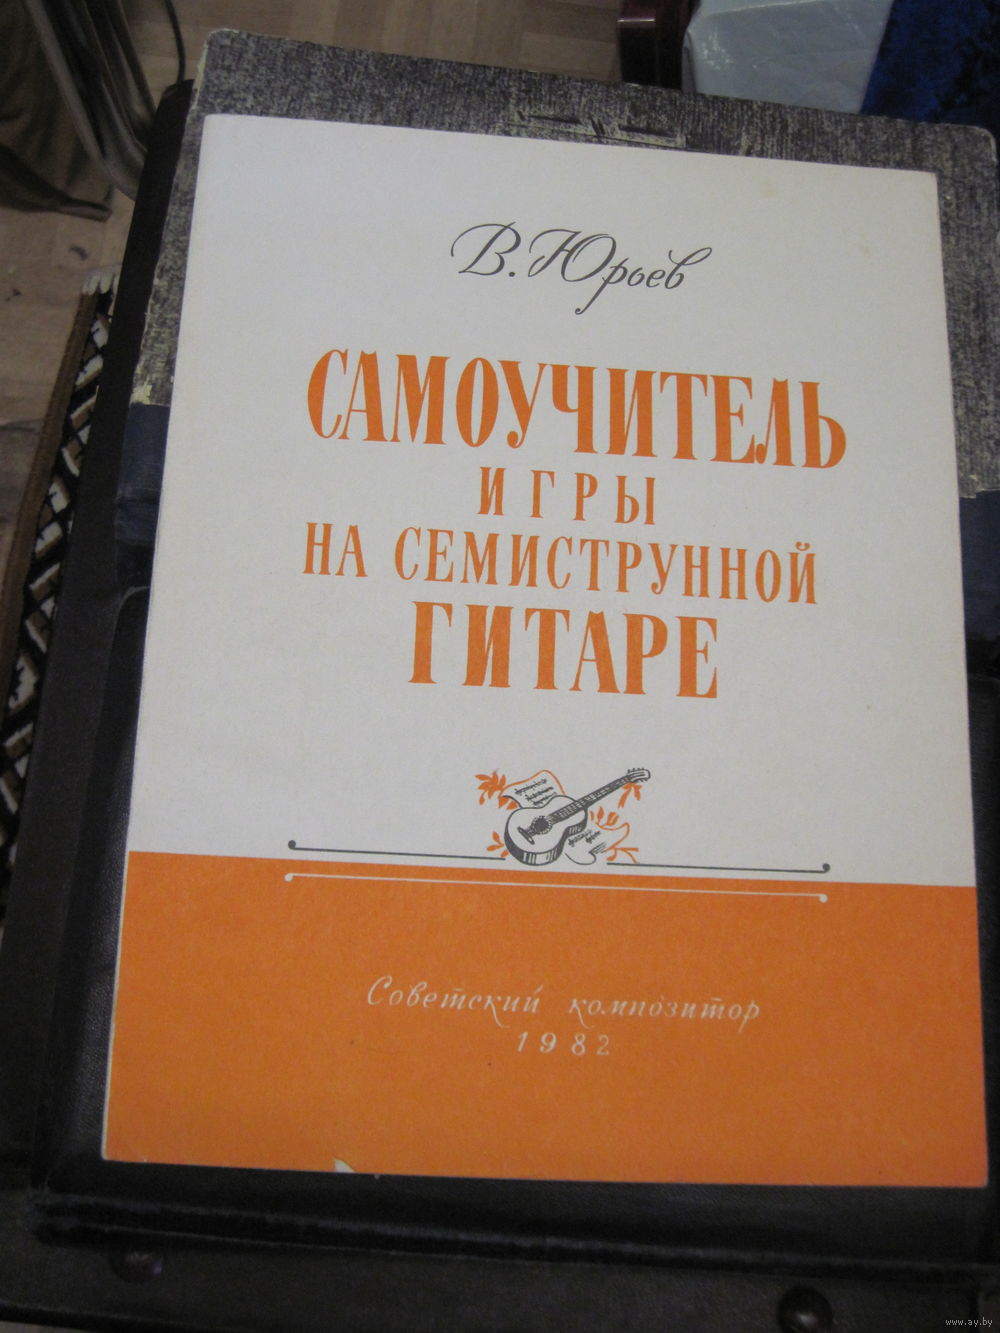 В. Юрьев
САМОУЧИТЕЛЬ
ИГРЫ
НА СЕМИСТРУННОЙ
ГИТАРЕ
Советский композитор
1982
www.ay.by